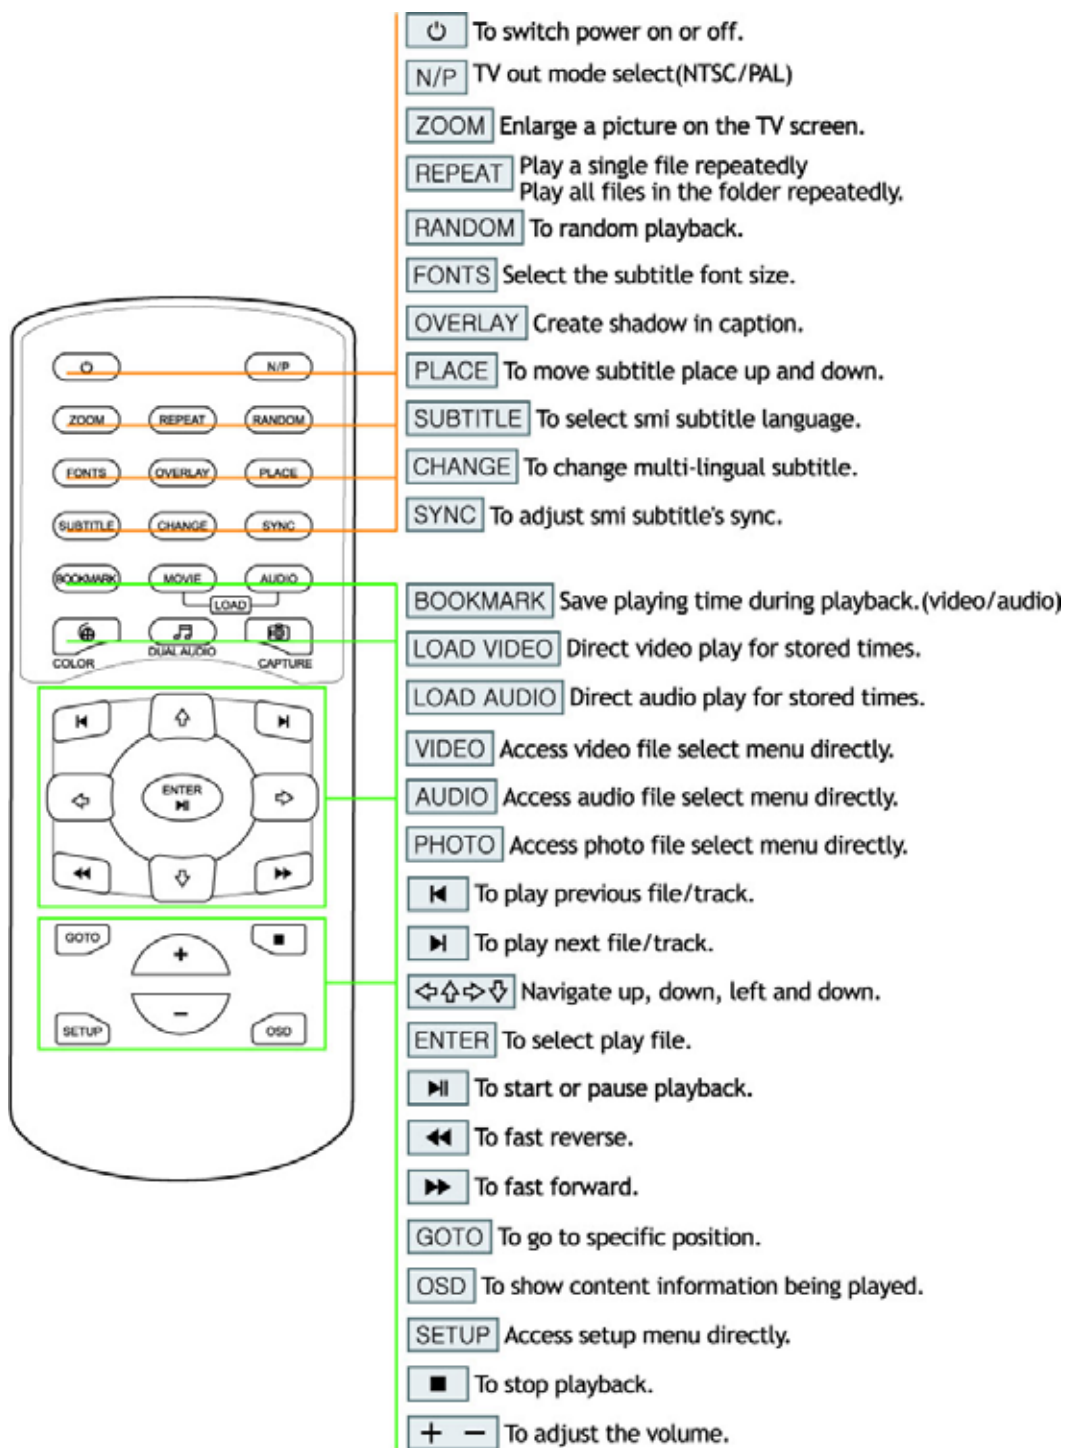 ⏻ To switch power on or off.
N/P TV out mode select(NTSC/PAL)
ZOOM Enlarge a picture on the TV screen.
REPEAT Play a single file repeatedly
Play all files in the folder repeatedly.
RANDOM To random playback.
FONTS Select the subtitle font size.
OVERLAY Create shadow in caption.
PLACE To move subtitle place up and down.
SUBTITLE To select smi subtitle language.
CHANGE To change multi-lingual subtitle.
SYNC To adjust smi subtitle's sync.
BOOKMARK Save playing time during playback.(video/audio)
LOAD VIDEO Direct video play for stored times.
LOAD AUDIO Direct audio play for stored times.
VIDEO Access video file select menu directly.
AUDIO Access audio file select menu directly.
PHOTO Access photo file select menu directly.
To play previous file/track.
To play next file/track.
Navigate up, down, left and down.
ENTER To select play file.
To start or pause playback.
To fast reverse.
To fast forward.
GOTO To go to specific position.
OSD To show content information being played.
SETUP Access setup menu directly.
To stop playback.
+ − To adjust the volume.
N/P
ZOOM REPEAT RANDOM
FONTS OVERLAY PLACE
SUBTITLE CHANGE SYNC
BOOKMARK MOVIE AUDIO
LOAD
COLOR DUAL AUDIO CAPTURE
ENTER
GOTO
+
−
SETUP OSD